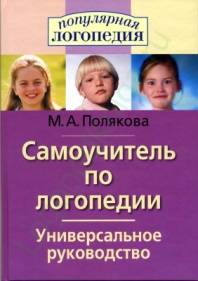 популярная
ЛОГОПЕДИЯ
М. А. Полякова
Самоучитель
по
логопедии
Универсальное
руководство